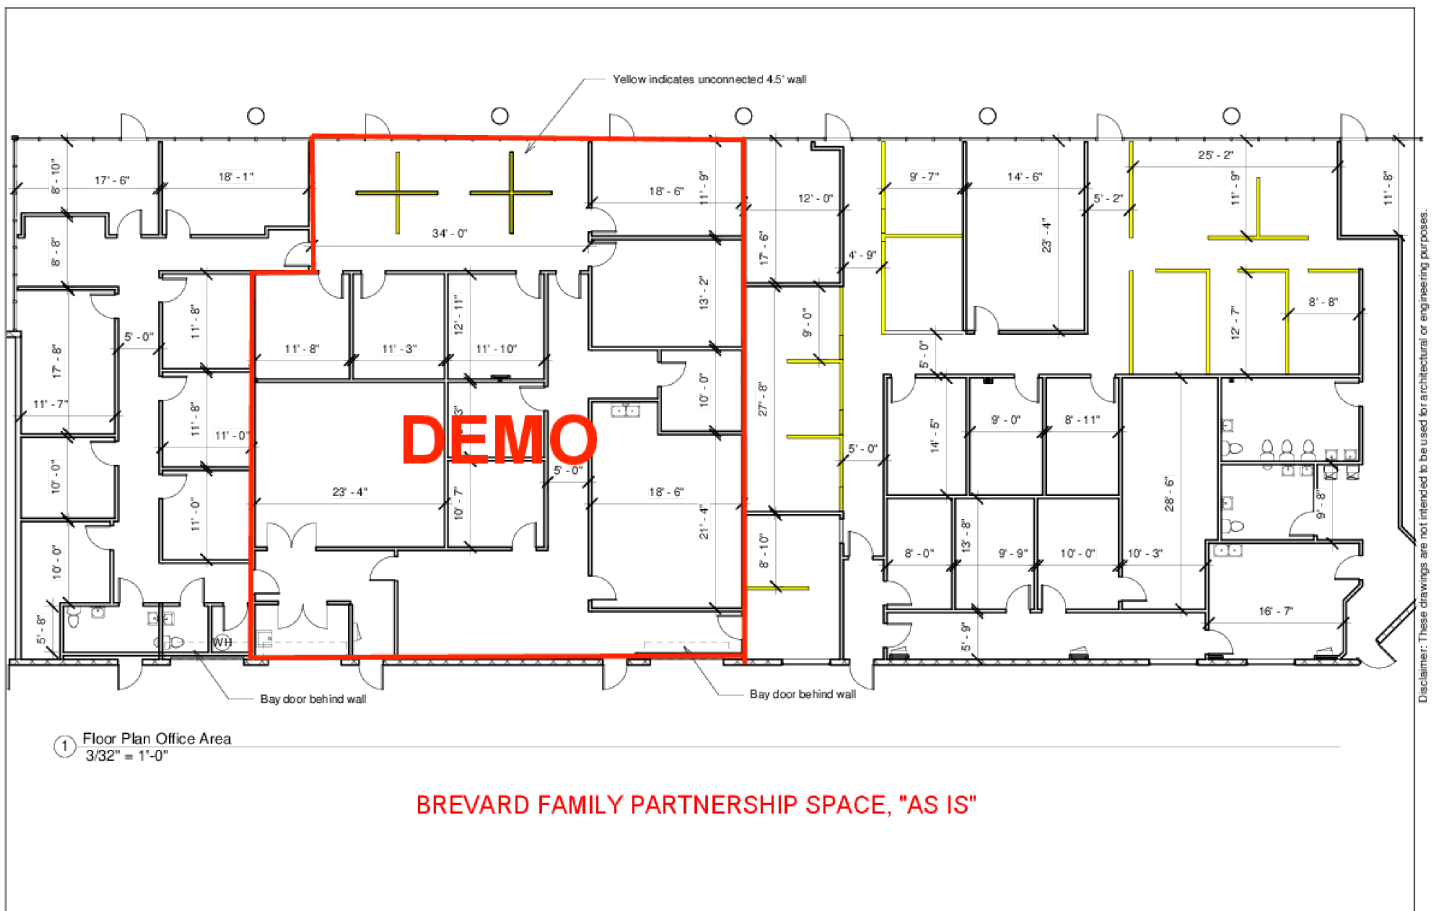 Yellow indicates unconnected 4.5' wall
8' - 10"
17' - 6"
18' - 1"
34' - 0"
18' - 6"
11' - 9"
12' - 0"
17' - 6"
9' - 7"
14' - 6"
23' - 4"
5' - 2"
25' - 2"
11' - 9"
11' - 8"
8' - 8"
4' - 9"
13' - 2"
11' - 8"
12' - 11"
9' - 0"
12' - 7"
8' - 8"
5' - 0"
17' - 8"
11' - 8"
11' - 3"
11' - 10"
5' - 0"
11' - 7"
11' - 8"
11' - 0"
10' - 0"
27' - 8"
DEMO
14' - 5"
9' - 0"
8' - 11"
5' - 0"
5' - 0"
10' - 0"
23' - 4"
10' - 7"
18' - 6"
21' - 4"
28' - 6"
9' - 8"
11' - 0"
10' - 0"
8' - 10"
8' - 0"
13' - 8"
9' - 9"
10' - 0"
10' - 3"
16' - 7"
5' - 8"
WH
5' - 9"
Bay door behind wall
Bay door behind wall
1
Floor Plan Office Area
3/32" = 1'-0"
BREVARD FAMILY PARTNERSHIP SPACE, "AS IS"
Disclaimer: These drawings are not intended to be used for architectural or engineering purposes.